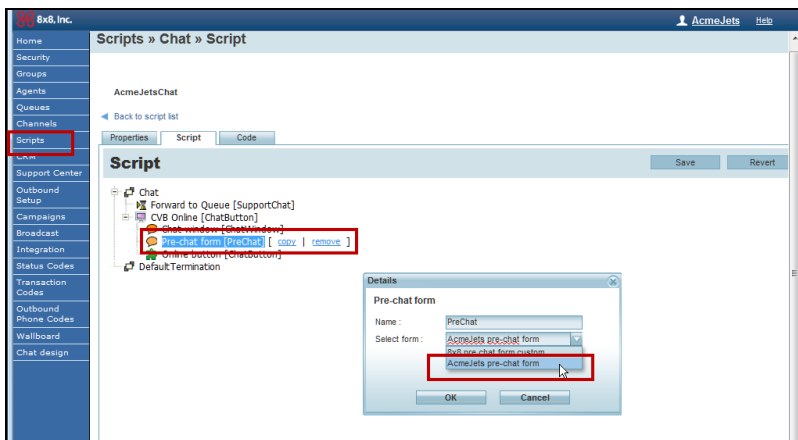 8x8, Inc.
AcmeJets Help
Home
Security
Groups
Agents
Queues
Channels
Scripts
CRM
Support Center
Outbound
Setup
Campaigns
Broadcast
Integration
Status Codes
Transaction
Codes
Outbound
Phone Codes
Wallboard
Chat design
Scripts » Chat » Script
AcmeJetsChat
Back to script list
Properties Script Code
Script
Save Revert
Chat
Forward to Queue [SupportChat]
CVB Online [ChatButton]
Chat window [ChatWindow]
Pre-chat form [PreChat] [ copy | remove ]
Online button [ChatButton]
DefaultTermination
Details
Pre-chat form
Name : PreChat
Select form : AcmeJets pre-chat form
8x8 pre chat form custom
AcmeJets pre-chat form
OK Cancel